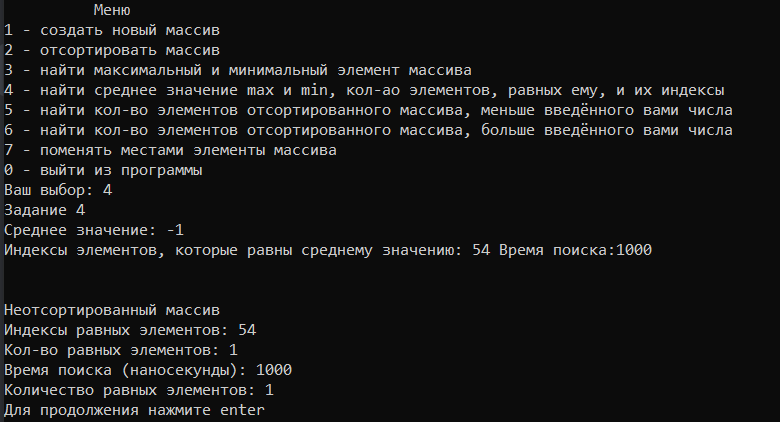 Меню
1 - создать новый массив
2 - отсортировать массив
3 - найти максимальный и минимальный элемент массива
4 - найти среднее значение max и min, кол-ао элементов, равных ему, и их индексы
5 - найти кол-во элементов отсортированного массива, меньше введённого вами числа
6 - найти кол-во элементов отсортированного массива, больше введённого вами числа
7 - поменять местами элементы массива
0 - выйти из программы
Ваш выбор: 4
Задание 4
Среднее значение: -1
Индексы элементов, которые равны среднему значению: 54 Время поиска:1000
Неотсортированный массив
Индексы равных элементов: 54
Кол-во равных элементов: 1
Время поиска (наносекунды): 1000
Количество равных элементов: 1
Для продолжения нажмите enter